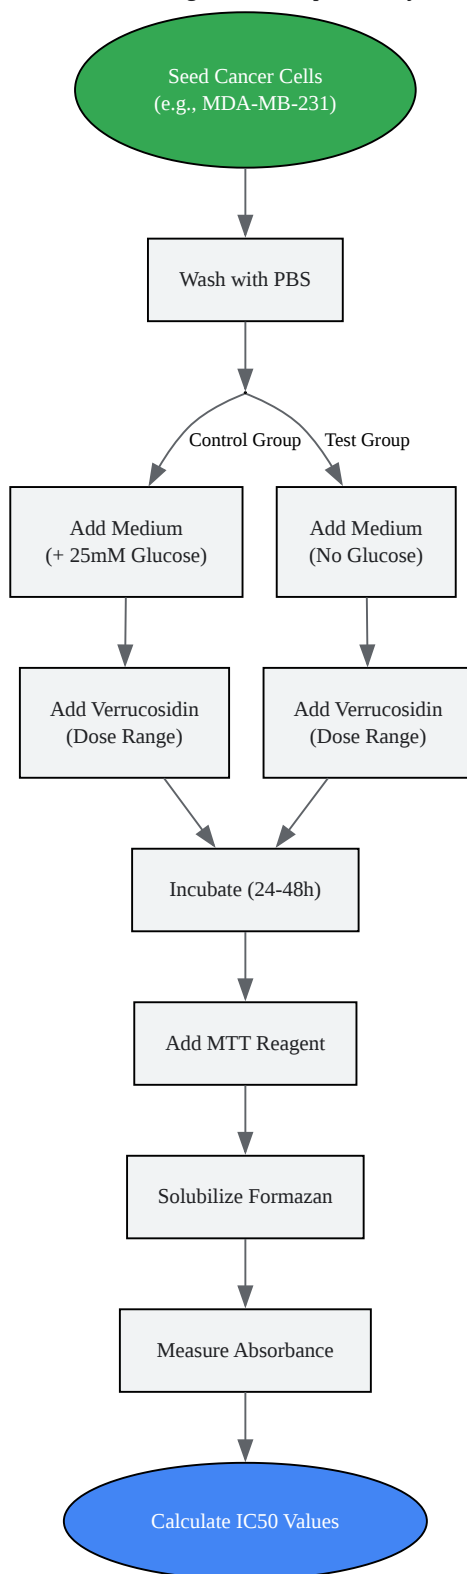 Seed Cancer Cells
(e.g., MDA-MB-231)
Wash with PBS
Control Group
Test Group
Add Medium
(+ 25mM Glucose)
Add Medium
(No Glucose)
Add Verrucosidin
(Dose Range)
Add Verrucosidin
(Dose Range)
Incubate (24-48h)
Add MTT Reagent
Solubilize Formazan
Measure Absorbance
Calculate IC50 Values